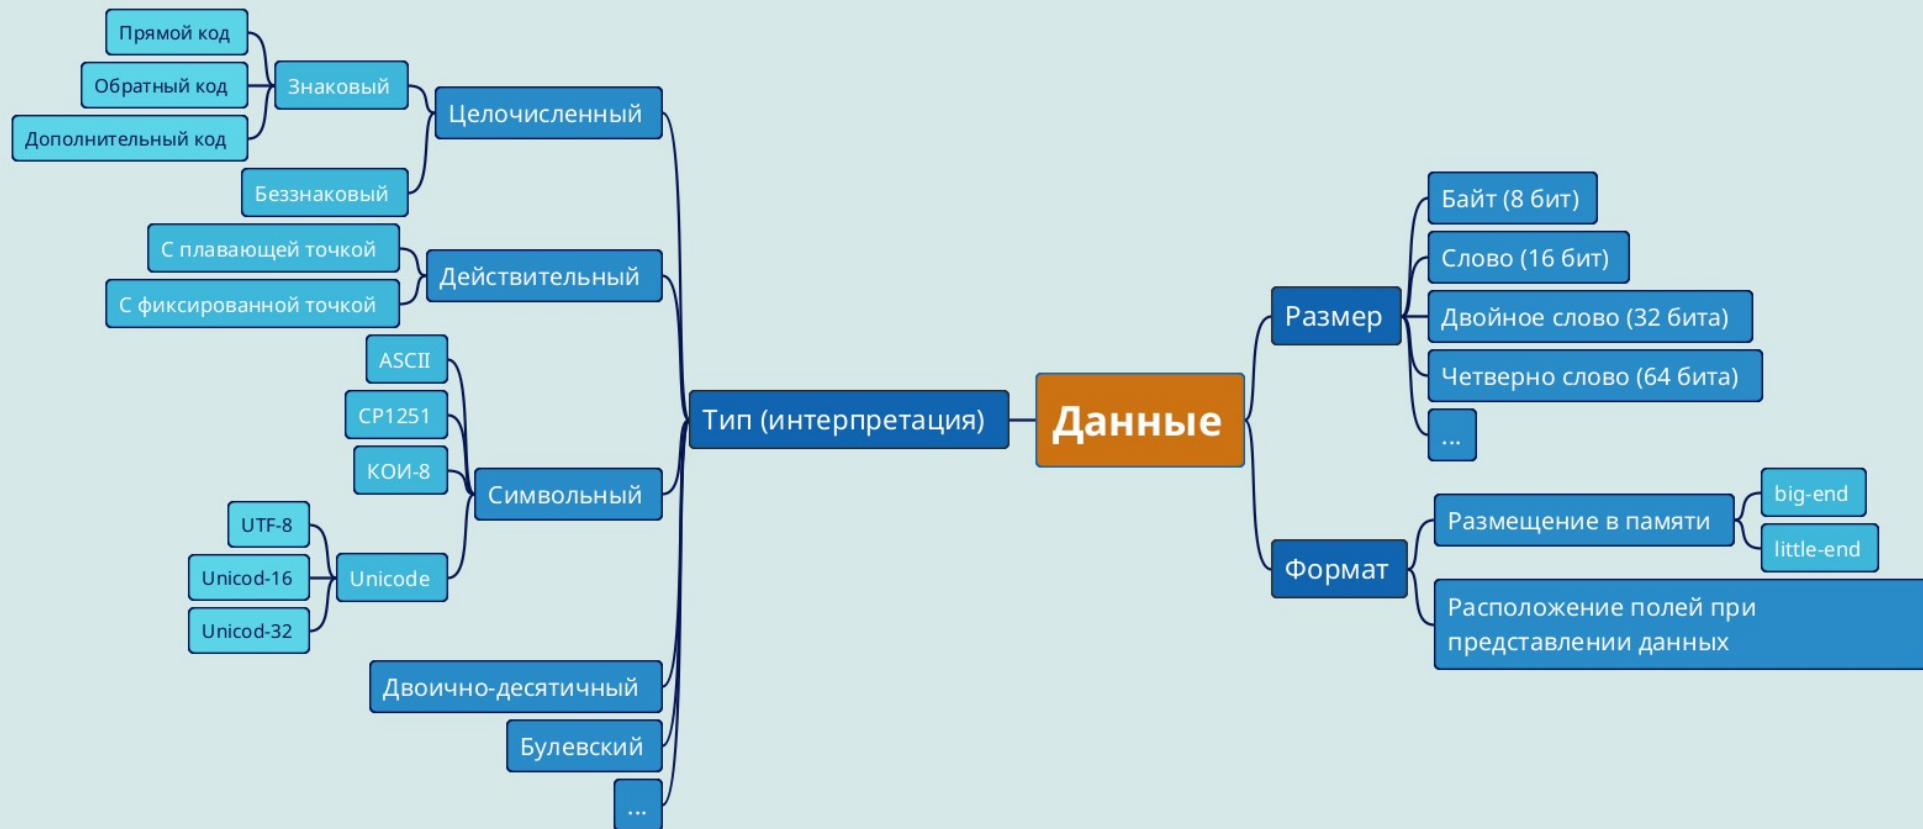 Прямой код
Обратный код
Дополнительный код
Знаковый
Беззнаковый
Целочисленный
С плавающей точкой
С фиксированной точкой
Действительный
ASCII
CP1251
КОИ-8
UTF-8
Unicod-16
Unicod-32
Unicode
Символьный
Двоично-десятичный
Булевский
...
Тип (интерпретация)
Данные
Размер
Байт (8 бит)
Слово (16 бит)
Двойное слово (32 бита)
Четверно слово (64 бита)
...
Формат
Размещение в памяти
big-end
little-end
Расположение полей при
представлении данных